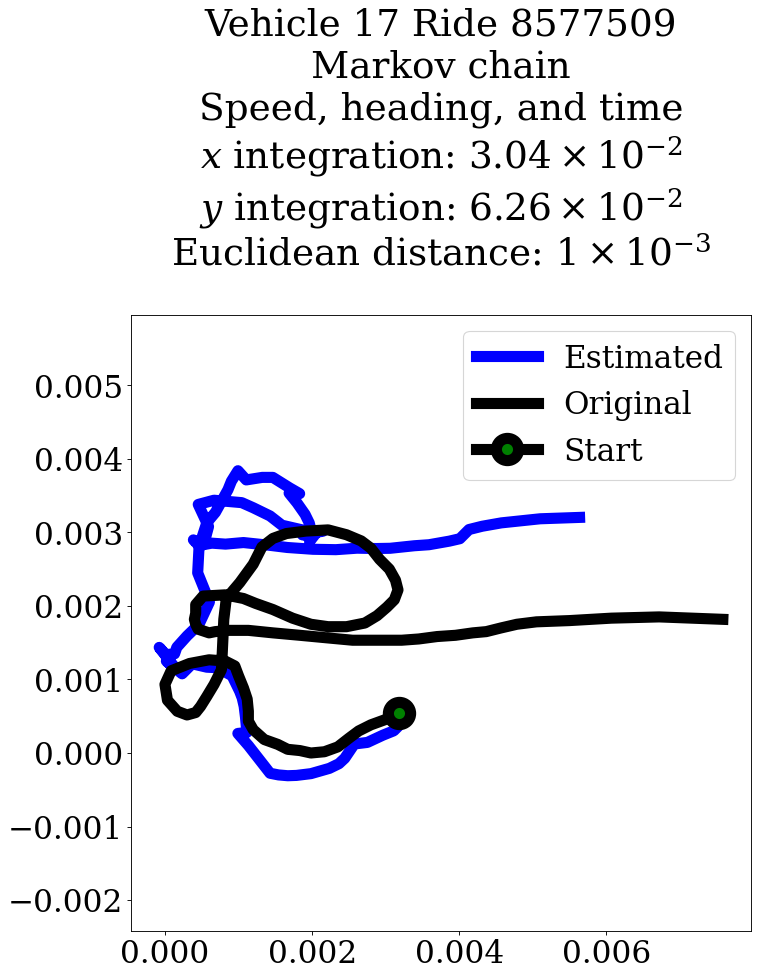 Vehicle 17 Ride 8577509
Markov chain
Speed, heading, and time
x integration: 3.04 × 10⁻²
y integration: 6.26 × 10⁻²
Euclidean distance: 1 × 10⁻³
Estimated
Original
Start
0.005
0.004
0.003
0.002
0.001
0.000
−0.001
−0.002
0.000 0.002 0.004 0.006